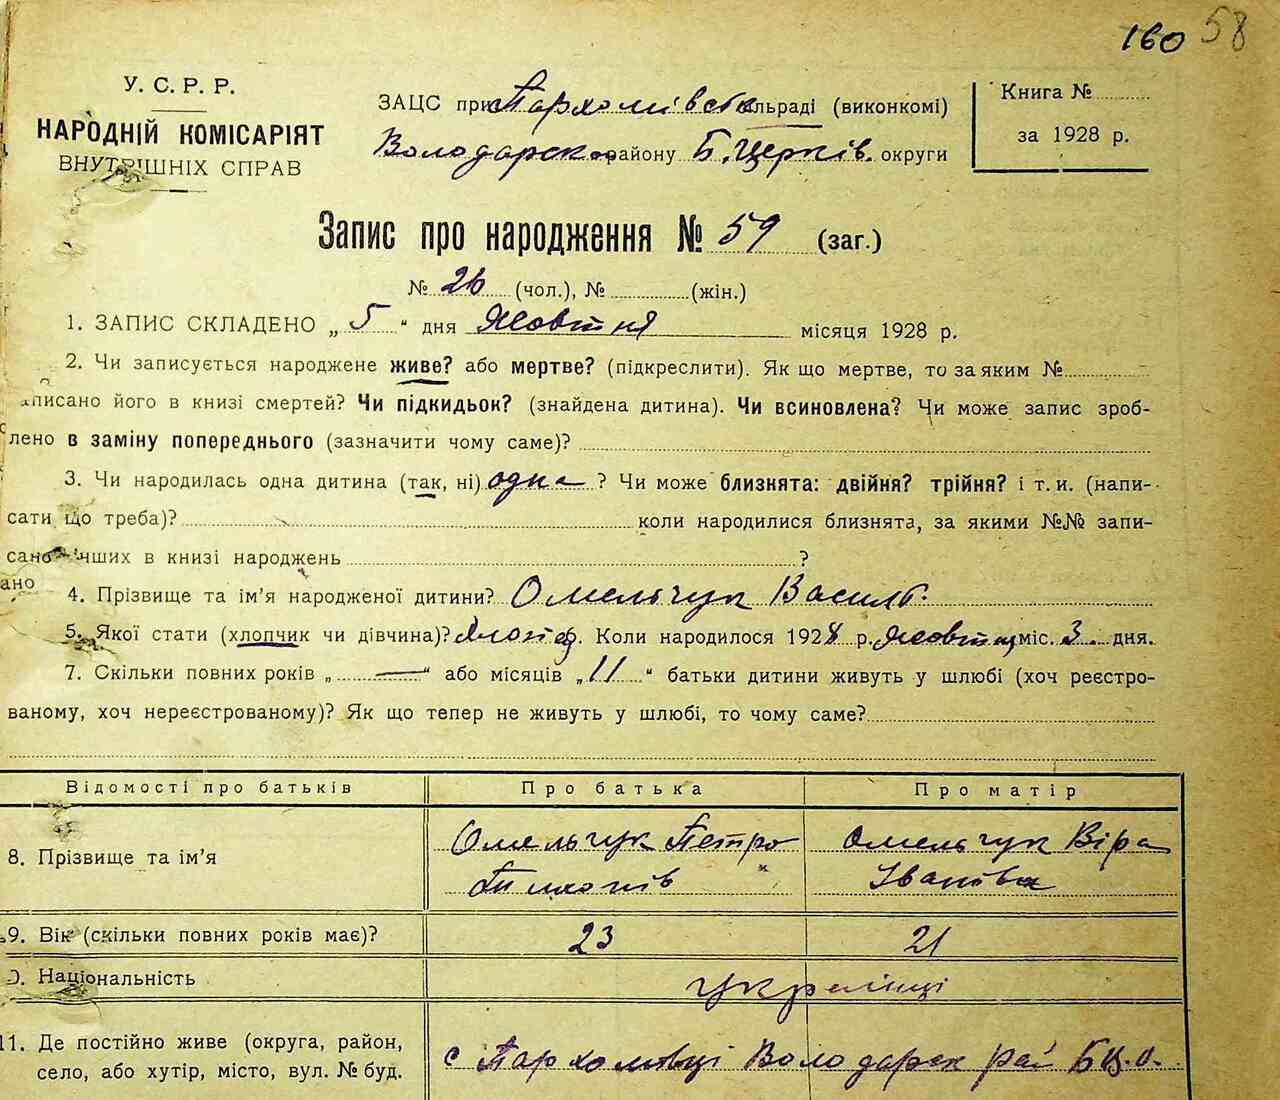 160 58
У. С. Р. Р.
НАРОДНІЙ КОМІСАРІЯТ
ВНУТРІШНІХ СПРАВ
ЗАЦС при Пархомівськ сільраді (виконкомі)
Володарськ району Б. Церків. округи
Книга №
за 1928 р.
Запис про народження № 59 (заг.)
№ 26 (чол.), № (жін.)
1. ЗАПИС СКЛАДЕНО „ 5 “ дня Жовтня місяця 1928 р.
2. Чи записується народжене живе? або мертве? (підкреслити). Як що мертве, то за яким №
записано його в книзі смертей? Чи підкидьок? (знайдена дитина). Чи всиновлена? Чи може запис зроб-
лено в заміну попереднього (зазначити чому саме)?
3. Чи народилась одна дитина (так, ні) одна ? Чи може близнята: двійня? трійня? і т. и. (напи-
сати що треба)? коли народилися близнята, за якими №№ запи-
сано інших в книзі народжень ?
ано
4. Прізвище та ім’я народженої дитини? Омельчук Василь.
5. Якої стати (хлопчик чи дівчина)? Коли народилося 1928 р. Жовтня міс. 3. дня.
7. Скільки повних років „ — “ або місяців „ 11 “ батьки дитини живуть у шлюбі (хоч реєстро-
ваному, хоч нереєстрованому)? Як що тепер не живуть у шлюбі, то чому саме?
Відомості про батьків Про батька Про матір
8. Прізвище та ім’я Омельчук Петро Омельчук Віра
Тихонів Іванова
9. Вік (скільки повних років має)? 23 21
0. Національність українці
11. Де постійно живе (округа, район, с Пархомівці Володарськ рай БЦ.о.
село, або хутір, місто, вул. № буд.